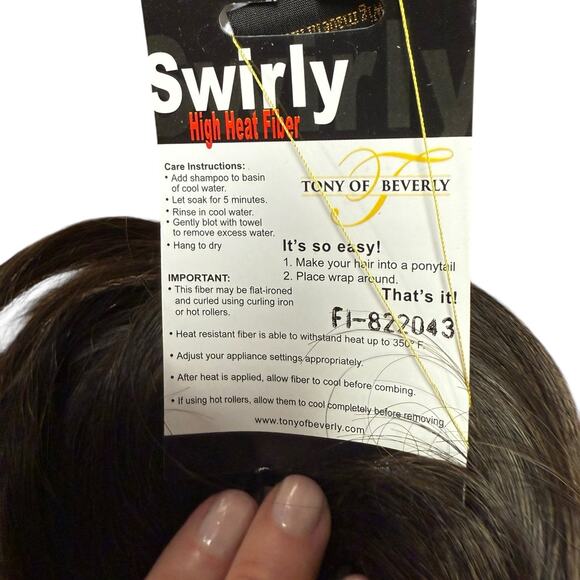 Swirly
High Heat Fiber
Care Instructions:
• Add shampoo to basin
of cool water.
• Let soak for 5 minutes.
• Rinse in cool water.
• Gently blot with towel
to remove excess water.
• Hang to dry
TONY OF BEVERLY
It's so easy!
1. Make your hair into a ponytail
2. Place wrap around.
That's it!
IMPORTANT:
• This fiber may be flat-ironed
and curled using curling iron
or hot rollers.
FI-822043
• Heat resistant fiber is able to withstand heat up to 350° F.
• Adjust your appliance settings appropriately.
• After heat is applied, allow fiber to cool before combing.
• If using hot rollers, allow them to cool completely before removing.
www.tonyofbeverly.com